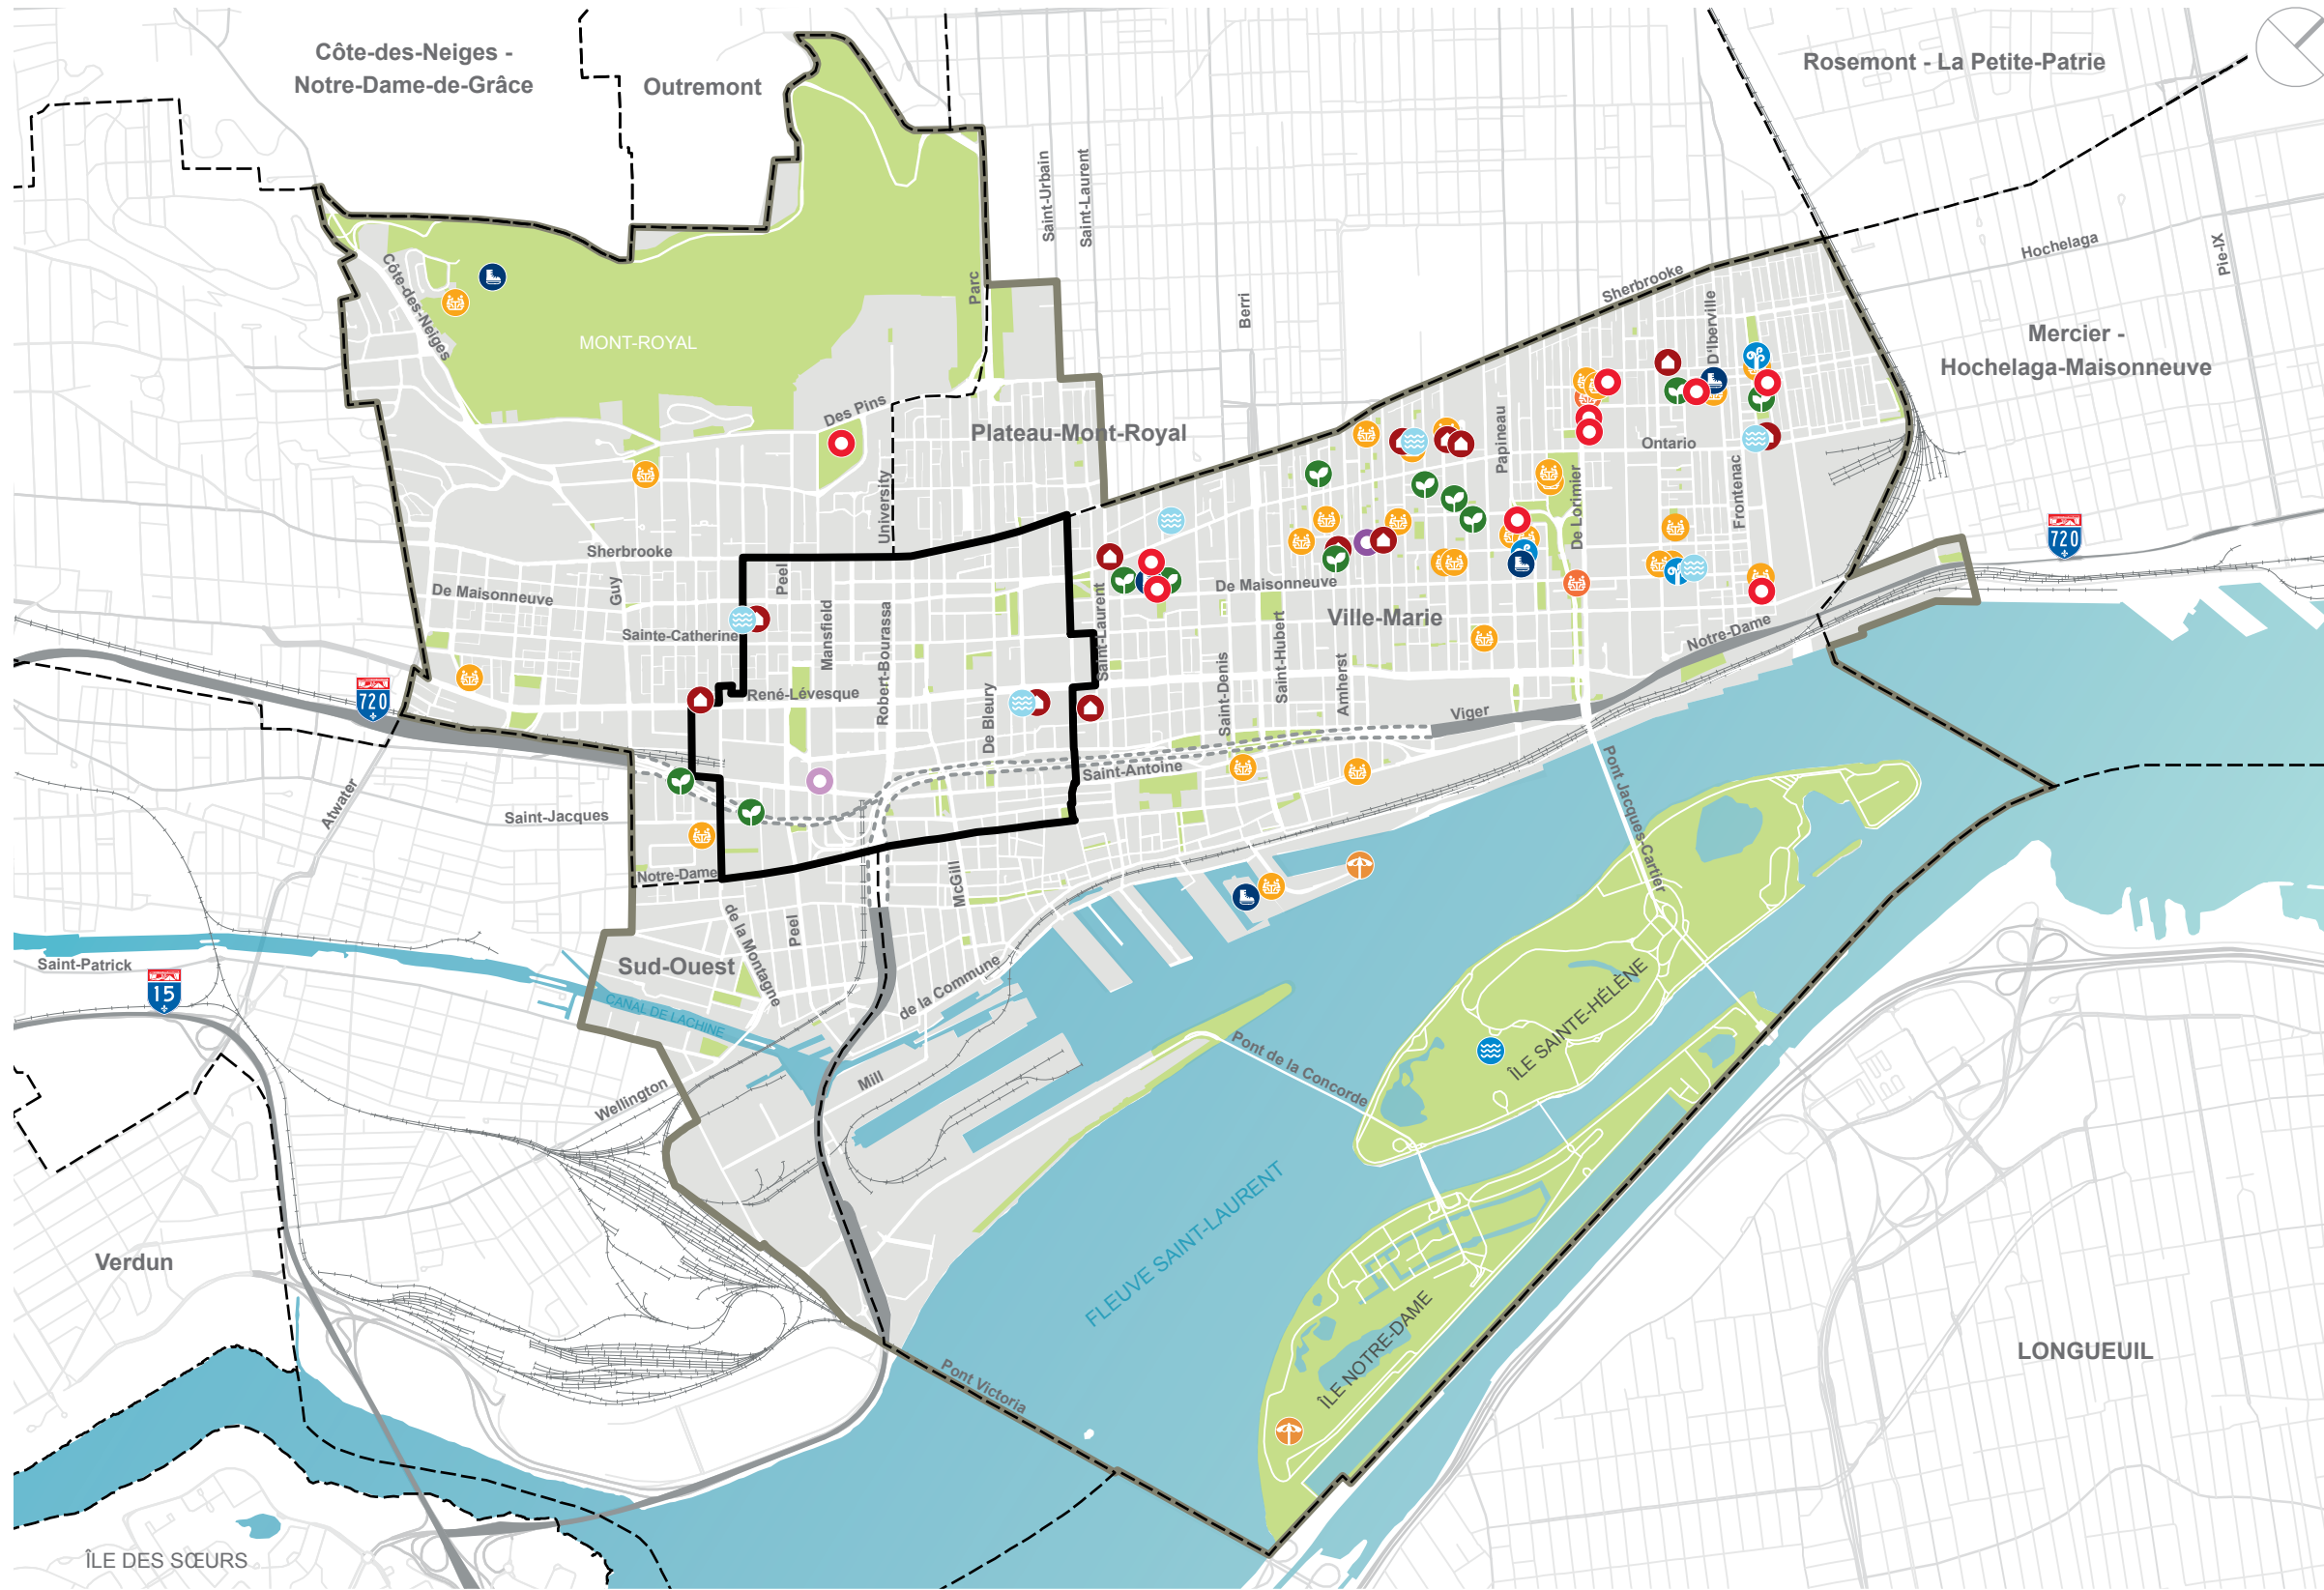 Côte-des-Neiges -
Notre-Dame-de-Grâce
Outremont
Rosemont - La Petite-Patrie
Saint-Urbain
Saint-Laurent
Hochelaga
Pie-IX
Côte-des-Neiges
Parc
Berri
Sherbrooke
D'Iberville
Mercier -
Hochelaga-Maisonneuve
MONT-ROYAL
Des Pins
Plateau-Mont-Royal
Papineau
Ontario
University
De Lorimier
Frontenac
720
Sherbrooke
Peel
Guy
De Maisonneuve
De Maisonneuve
Saint-Laurent
Ville-Marie
Sainte-Catherine
Mansfield
Robert-Bourassa
Notre-Dame
720
René-Lévesque
De Bleury
Saint-Denis
Saint-Hubert
Amherst
Viger
Saint-Antoine
Pont Jacques-Cartier
Atwater
Saint-Jacques
Notre-Dame
McGill
de la Montagne
Peel
Saint-Patrick
15
Sud-Ouest
de la Commune
CANAL DE LACHINE
ÎLE SAINTE-HÉLÈNE
Pont de la Concorde
Mill
Wellington
FLEUVE SAINT-LAURENT
Verdun
ÎLE NOTRE-DAME
LONGUEUIL
Pont Victoria
ÎLE DES SŒURS